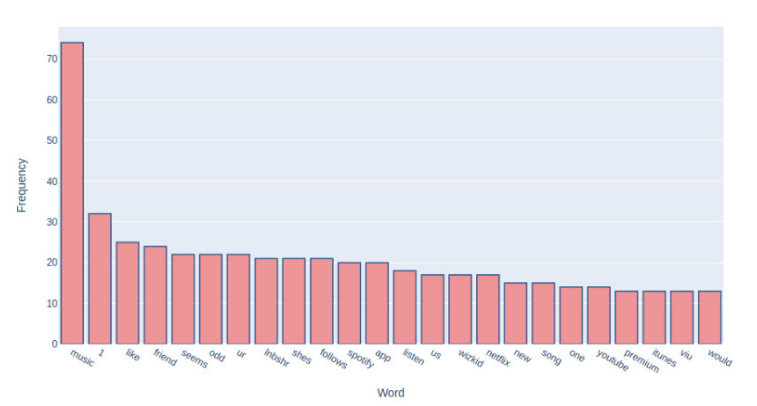 Frequency
70
60
50
40
30
20
10
0
music 1 like friend seems odd ur lnbshr shes follows spotify app listen us wizkid netflix new song one youtube premium itunes viu would
Word